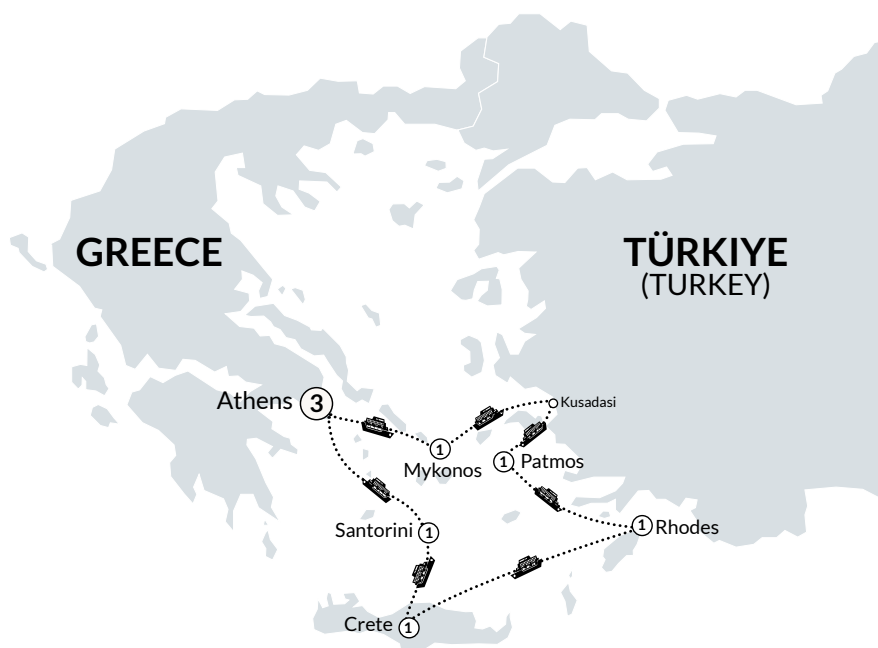 GREECE
TÜRKIYE
(TURKEY)
Athens 3
Kusadasi
1
Mykonos
1 Patmos
Santorini 1
1 Rhodes
Crete 1